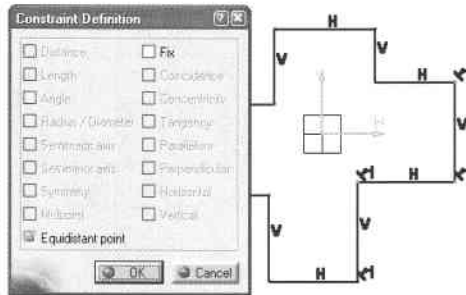 Constraint Definition
Distance
Fix
Length
Coincidence
Angle
Concentricity
Radius / Diameter
Tangency
Semimajor axis
Parallelism
Semiminor axis
Perpendicular
Symmetry
Horizontal
Midpoint
Vertical
Equidistant point
OK
Cancel
H
V
V
H
V
H
V
V
H
H